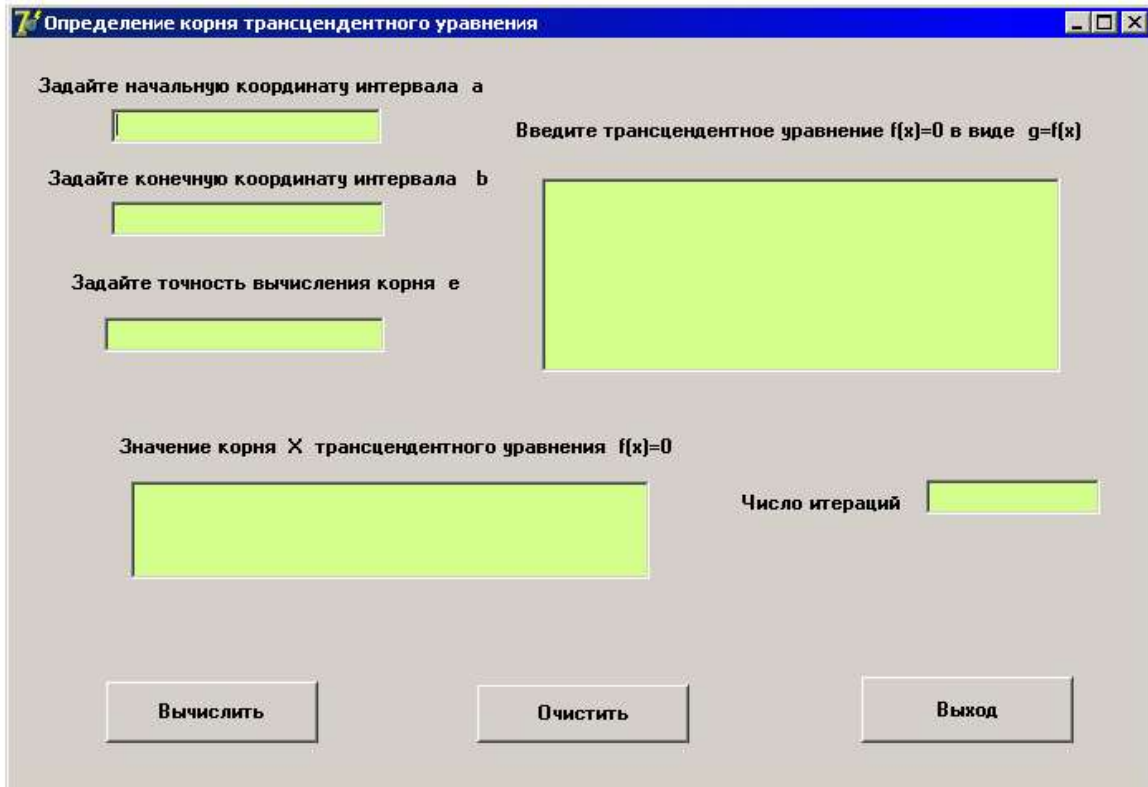 Определение корня трансцендентного уравнения
Задайте начальную координату интервала a
Введите трансцендентное уравнение f(x)=0 в виде g=f(x)
Задайте конечную координату интервала b
Задайте точность вычисления корня e
Значение корня X трансцендентного уравнения f(x)=0
Число итераций
Вычислить
Очистить
Выход